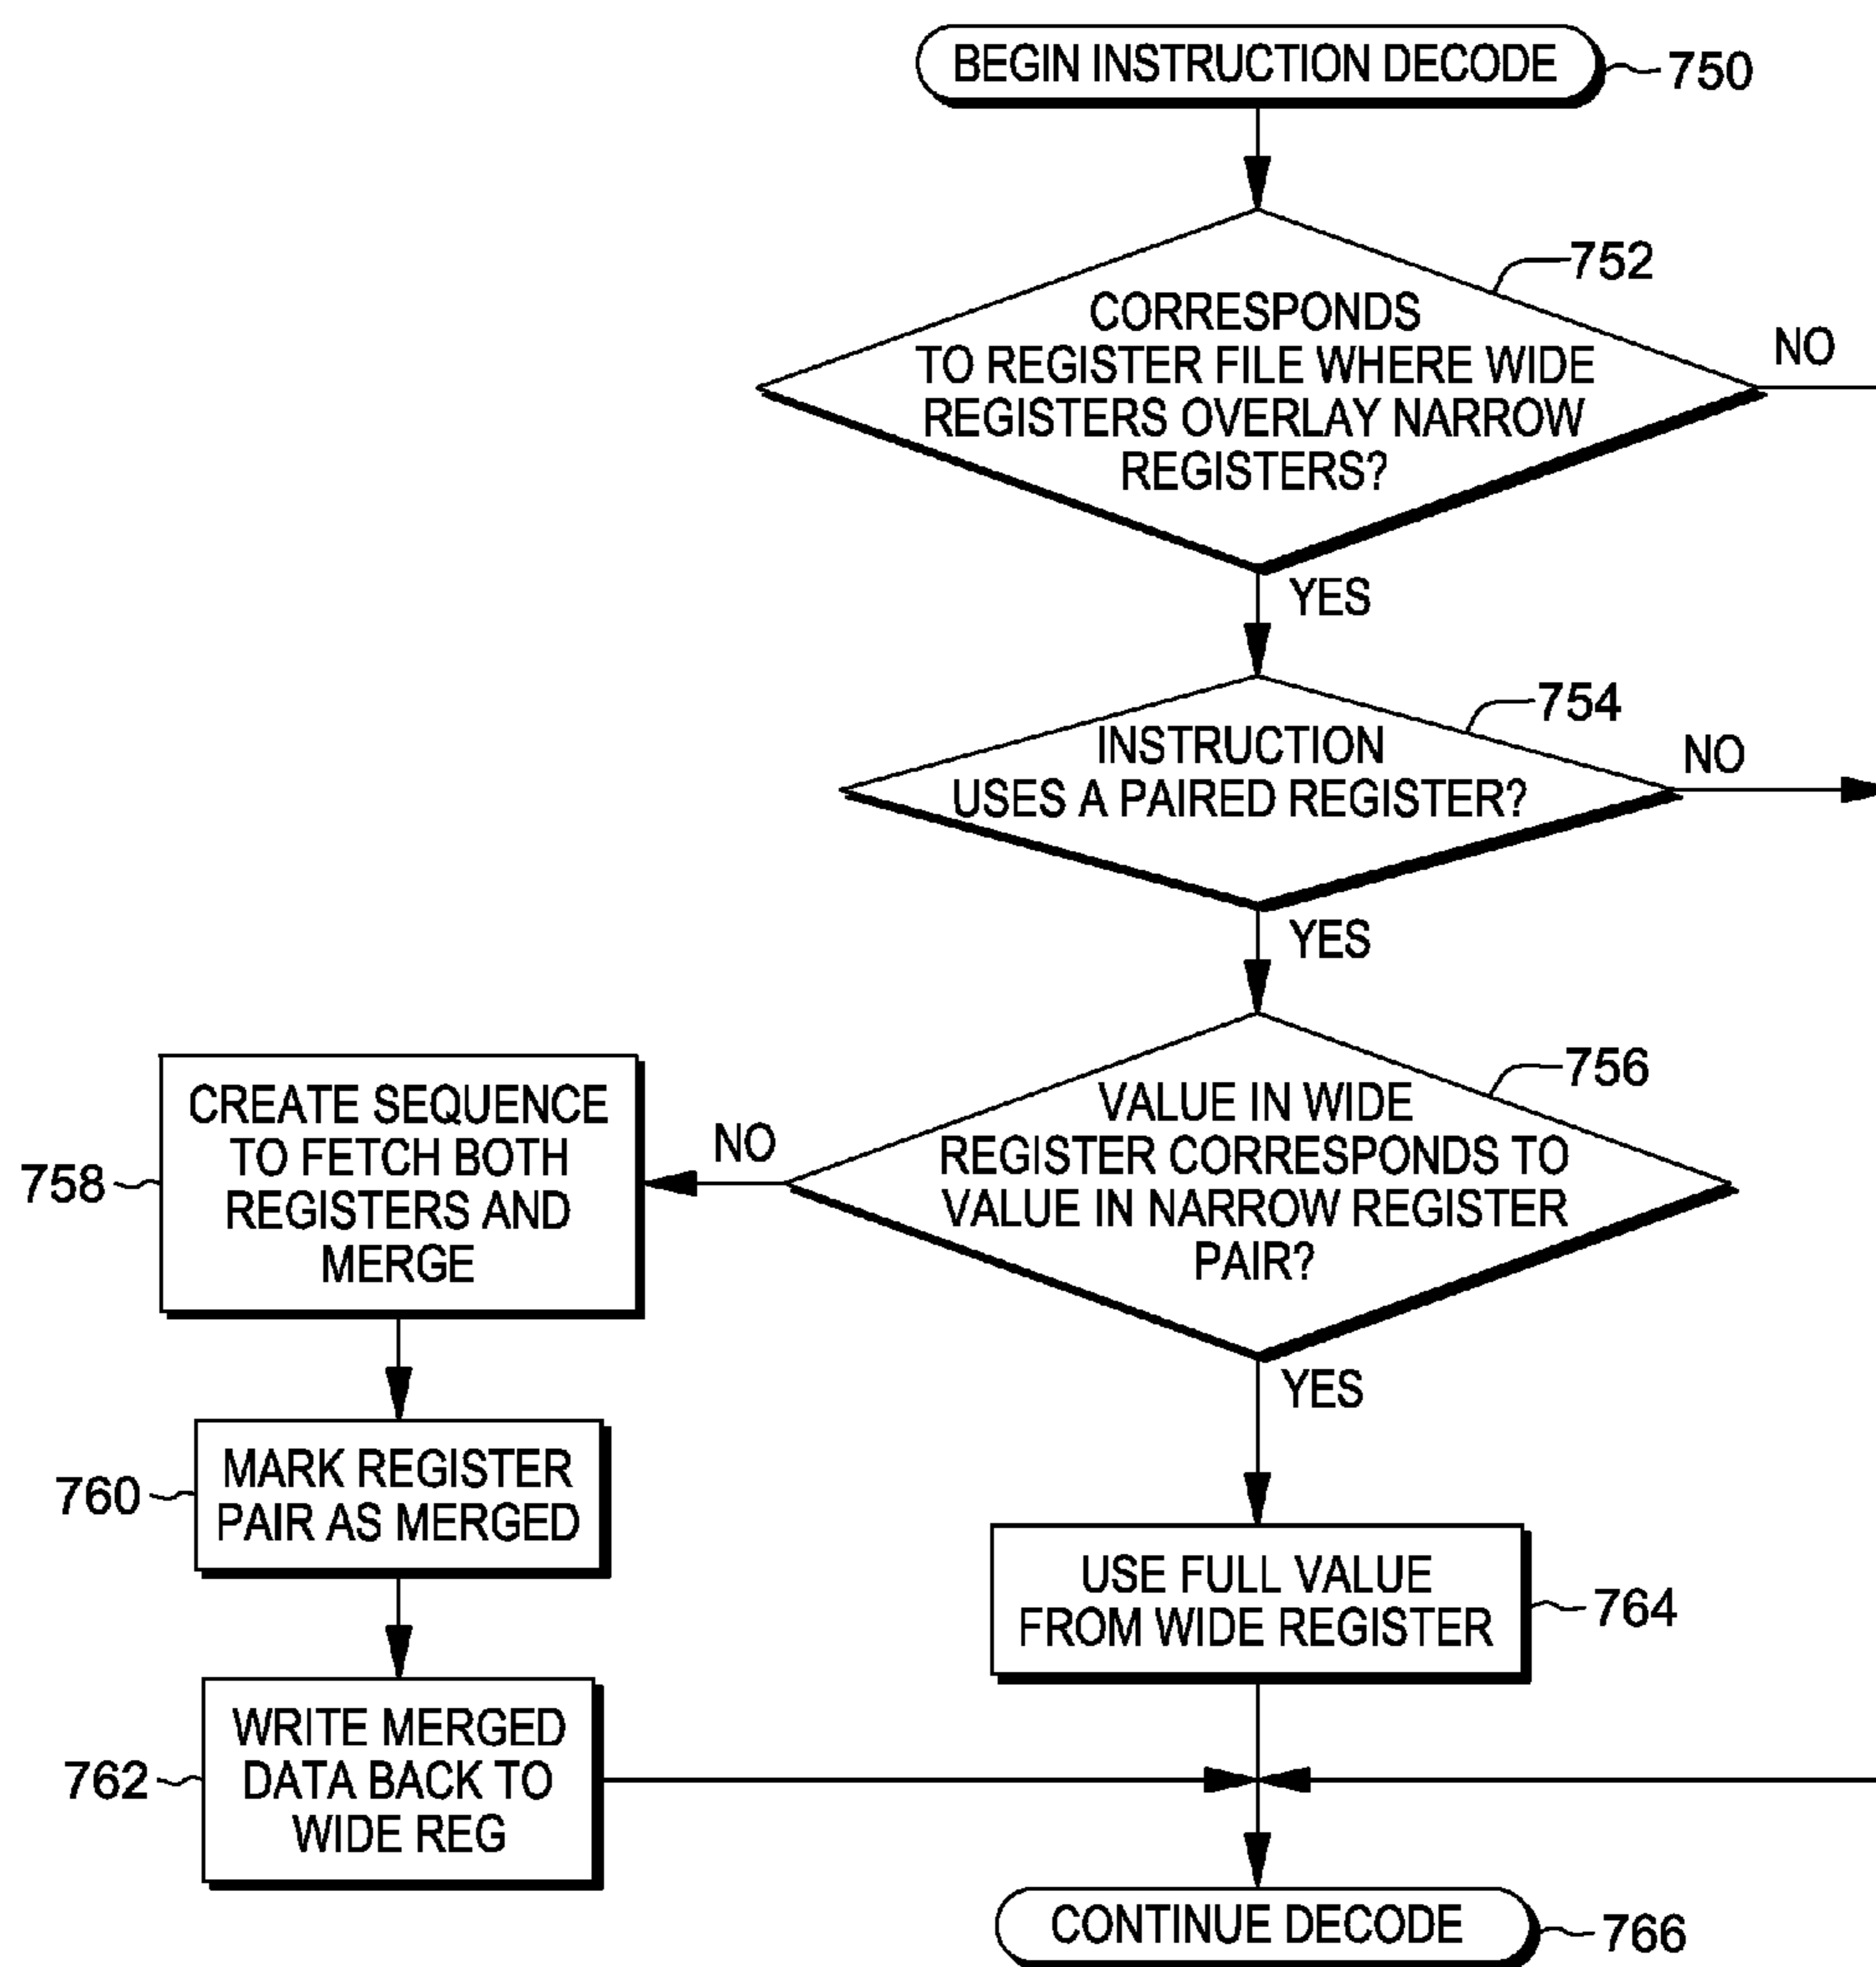 BEGIN INSTRUCTION DECODE
750
752
CORRESPONDS
TO REGISTER FILE WHERE WIDE
REGISTERS OVERLAY NARROW
REGISTERS?
NO
YES
754
INSTRUCTION
USES A PAIRED REGISTER?
NO
YES
756
VALUE IN WIDE
REGISTER CORRESPONDS TO
VALUE IN NARROW REGISTER
PAIR?
NO
YES
CREATE SEQUENCE
TO FETCH BOTH
REGISTERS AND
MERGE
758
MARK REGISTER
PAIR AS MERGED
760
WRITE MERGED
DATA BACK TO
WIDE REG
762
USE FULL VALUE
FROM WIDE REGISTER
764
CONTINUE DECODE
766